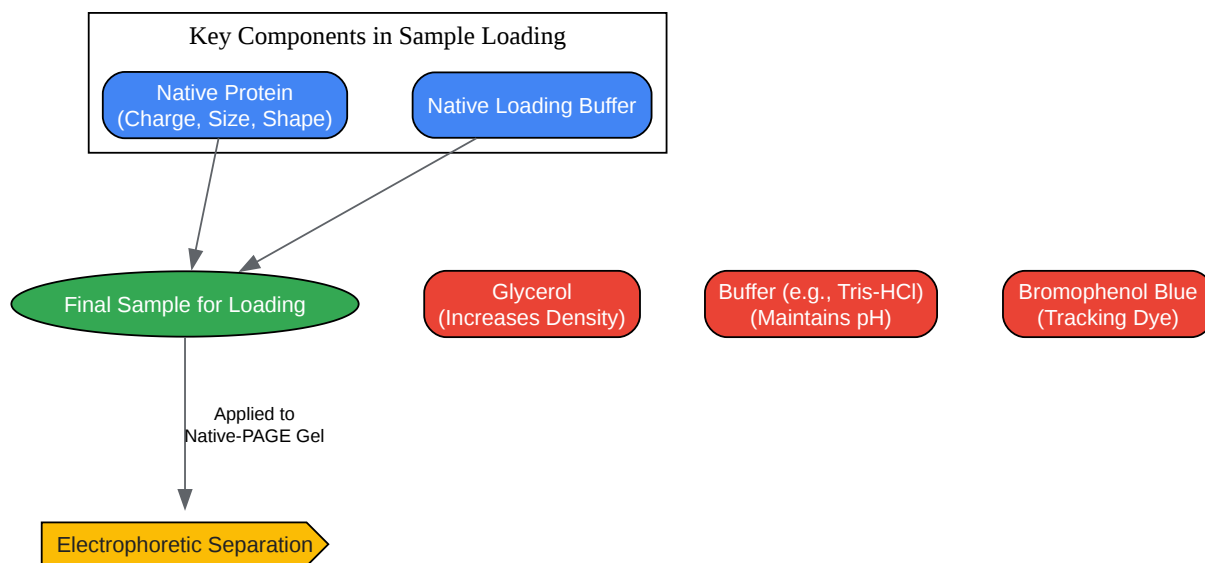 Key Components in Sample Loading
Native Protein
(Charge, Size, Shape)
Native Loading Buffer
Final Sample for Loading
Glycerol
(Increases Density)
Buffer (e.g., Tris-HCl)
(Maintains pH)
Bromophenol Blue
(Tracking Dye)
Applied to
Native-PAGE Gel
Electrophoretic Separation